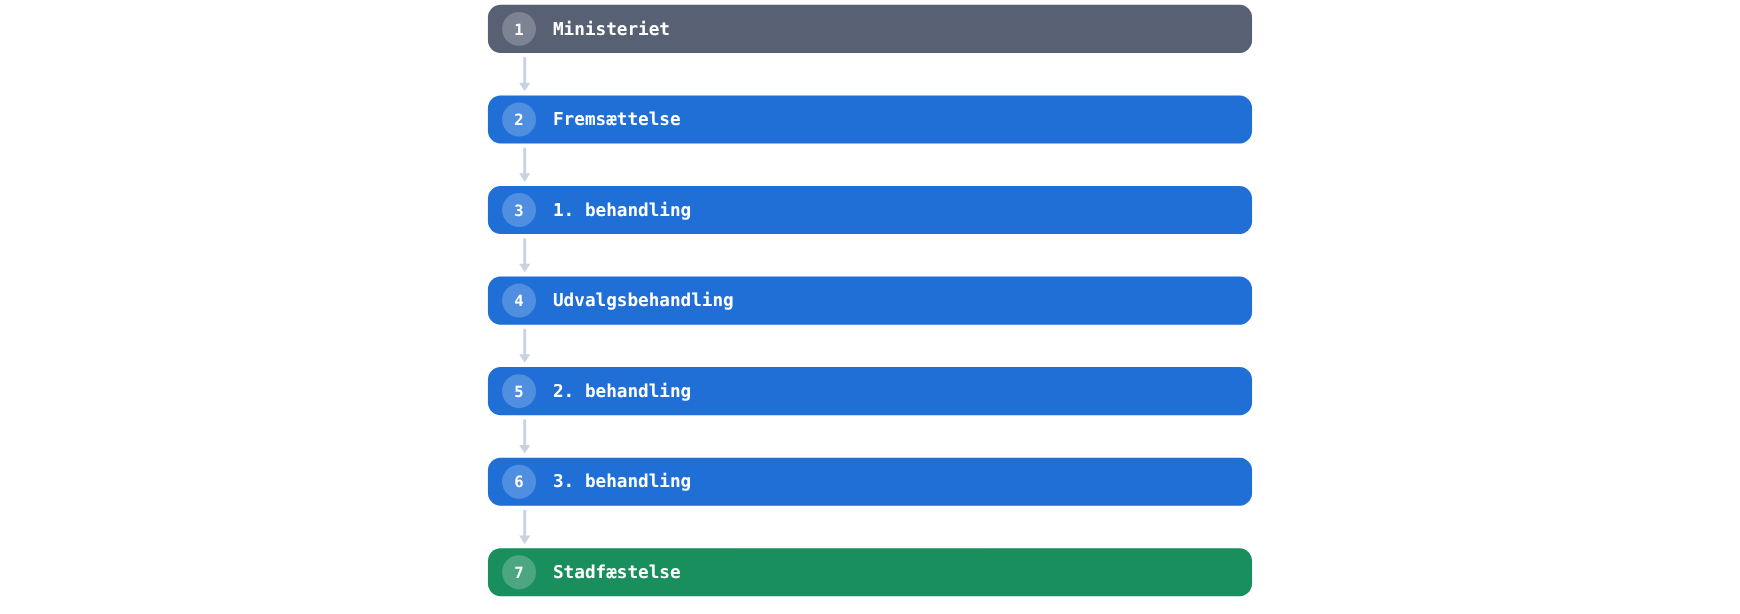 1 Ministeriet
2 Fremsættelse
3 1. behandling
4 Udvalgsbehandling
5 2. behandling
6 3. behandling
7 Stadfæstelse